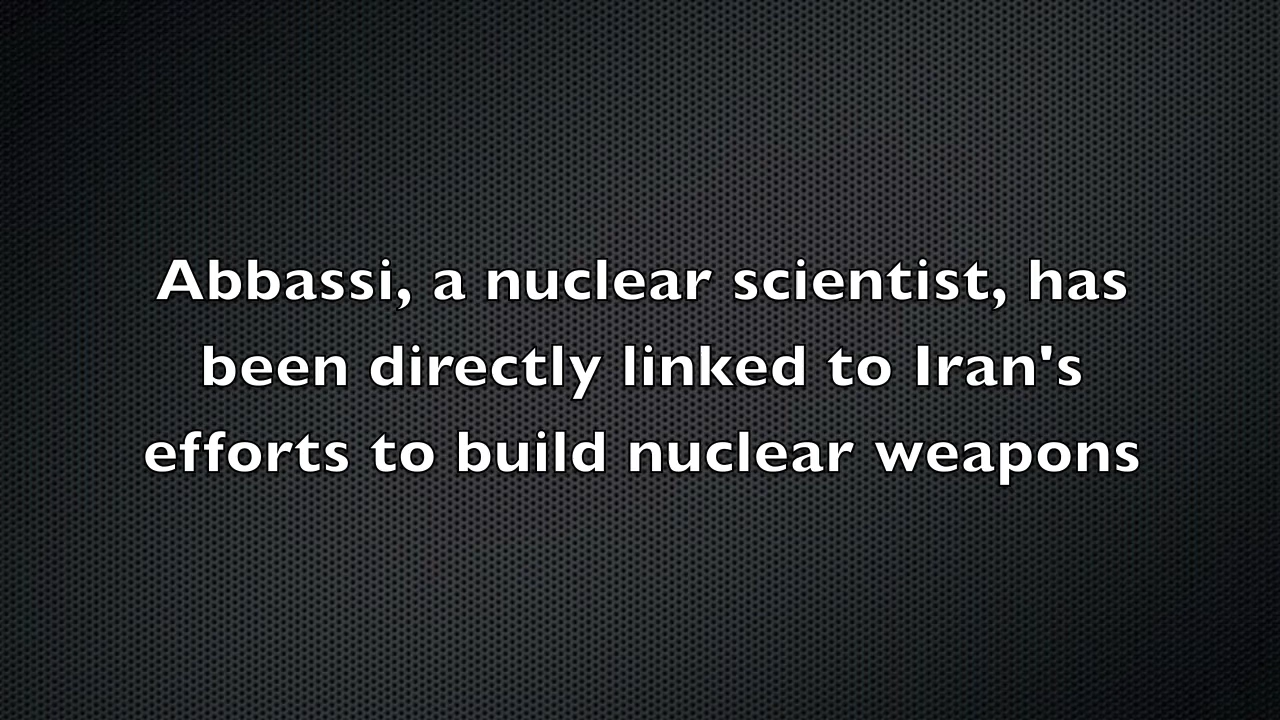 Abbassi, a nuclear scientist, has
been directly linked to Iran's
efforts to build nuclear weapons